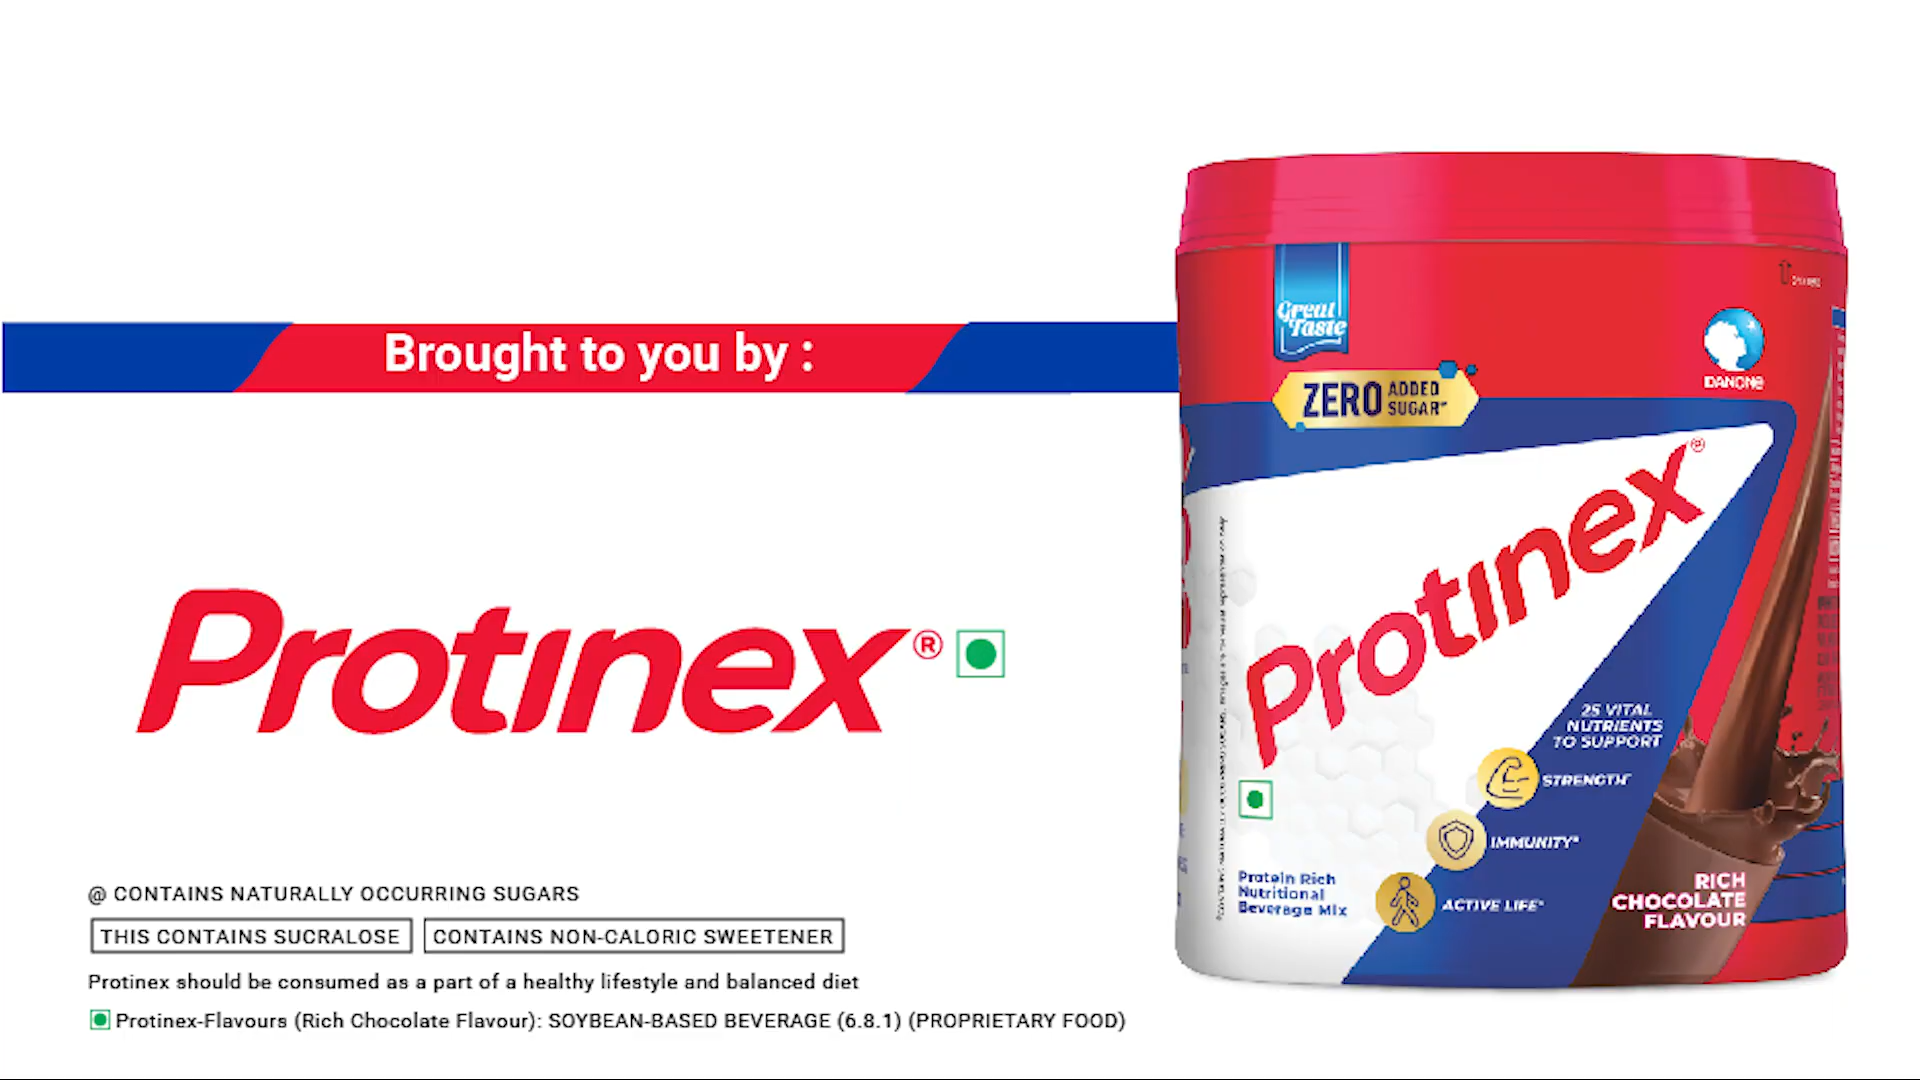 Brought to you by :
Protinex®
@ CONTAINS NATURALLY OCCURRING SUGARS
THIS CONTAINS SUCRALOSE
CONTAINS NON-CALORIC SWEETENER
Protinex should be consumed as a part of a healthy lifestyle and balanced diet
Protinex-Flavours (Rich Chocolate Flavour): SOYBEAN-BASED BEVERAGE (6.8.1) (PROPRIETARY FOOD)
Great
Taste
DANONE
ZERO ADDED
SUGAR
Protinex®
25 VITAL
NUTRIENTS
TO SUPPORT
STRENGTH
IMMUNITY
ACTIVE LIFE
Protein Rich
Nutritional
Beverage Mix
RICH
CHOCOLATE
FLAVOUR